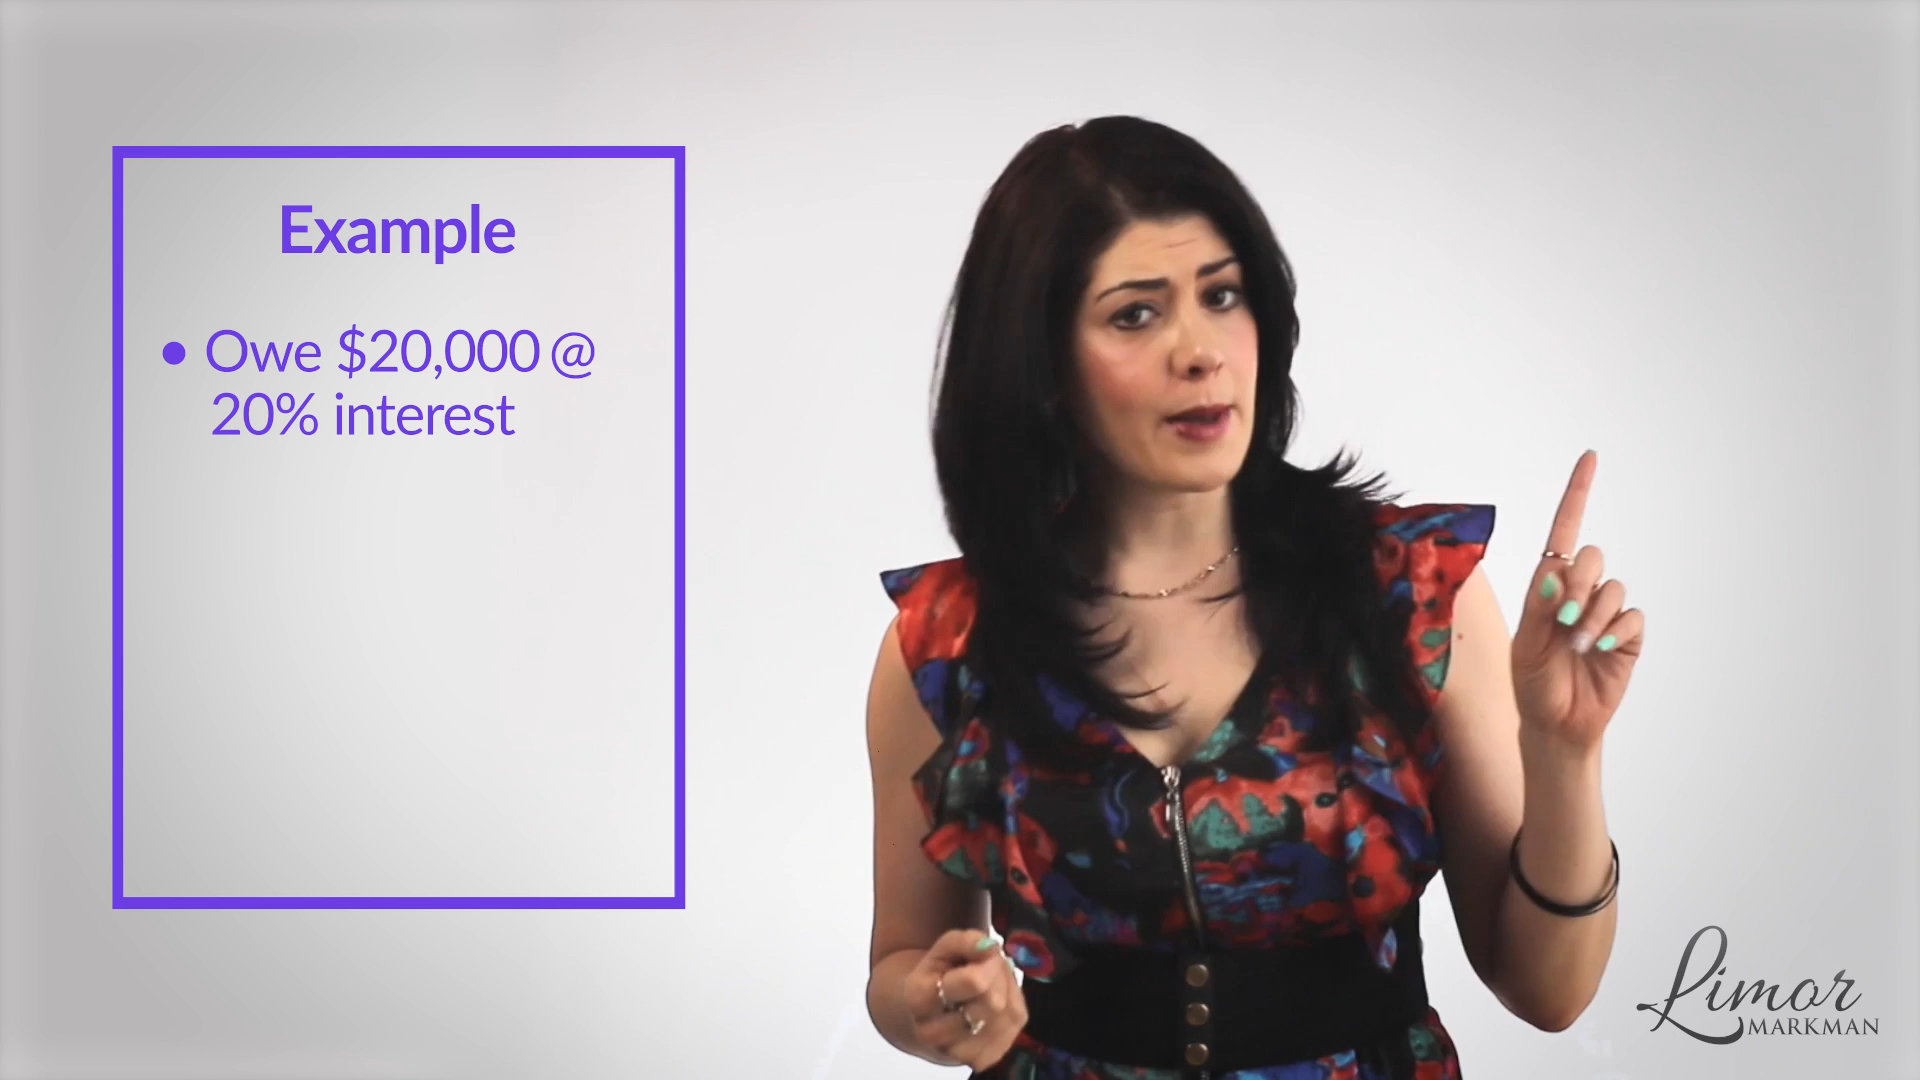 Example
• Owe $20,000 @
20% interest
Limor
MARKMAN